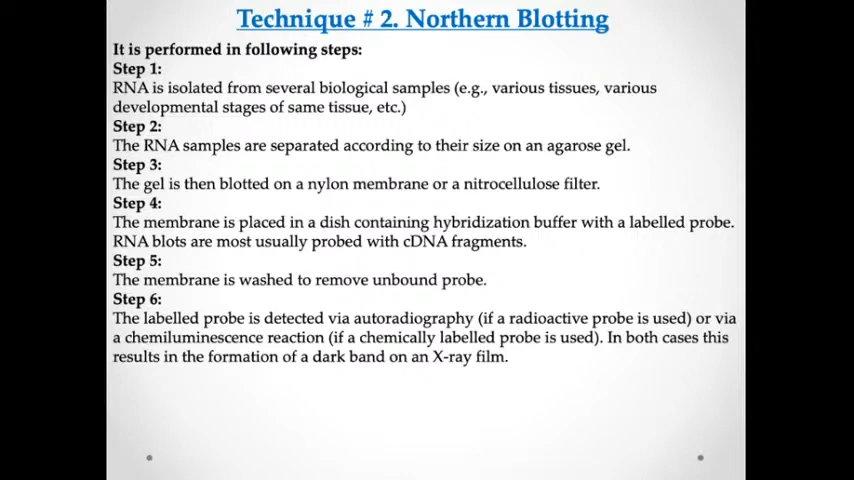 Technique # 2. Northern Blotting
It is performed in following steps:
Step 1:
RNA is isolated from several biological samples (e.g., various tissues, various
developmental stages of same tissue, etc.)
Step 2:
The RNA samples are separated according to their size on an agarose gel.
Step 3:
The gel is then blotted on a nylon membrane or a nitrocellulose filter.
Step 4:
The membrane is placed in a dish containing hybridization buffer with a labelled probe.
RNA blots are most usually probed with cDNA fragments.
Step 5:
The membrane is washed to remove unbound probe.
Step 6:
The labelled probe is detected via autoradiography (if a radioactive probe is used) or via
a chemiluminescence reaction (if a chemically labelled probe is used). In both cases this
results in the formation of a dark band on an X-ray film.